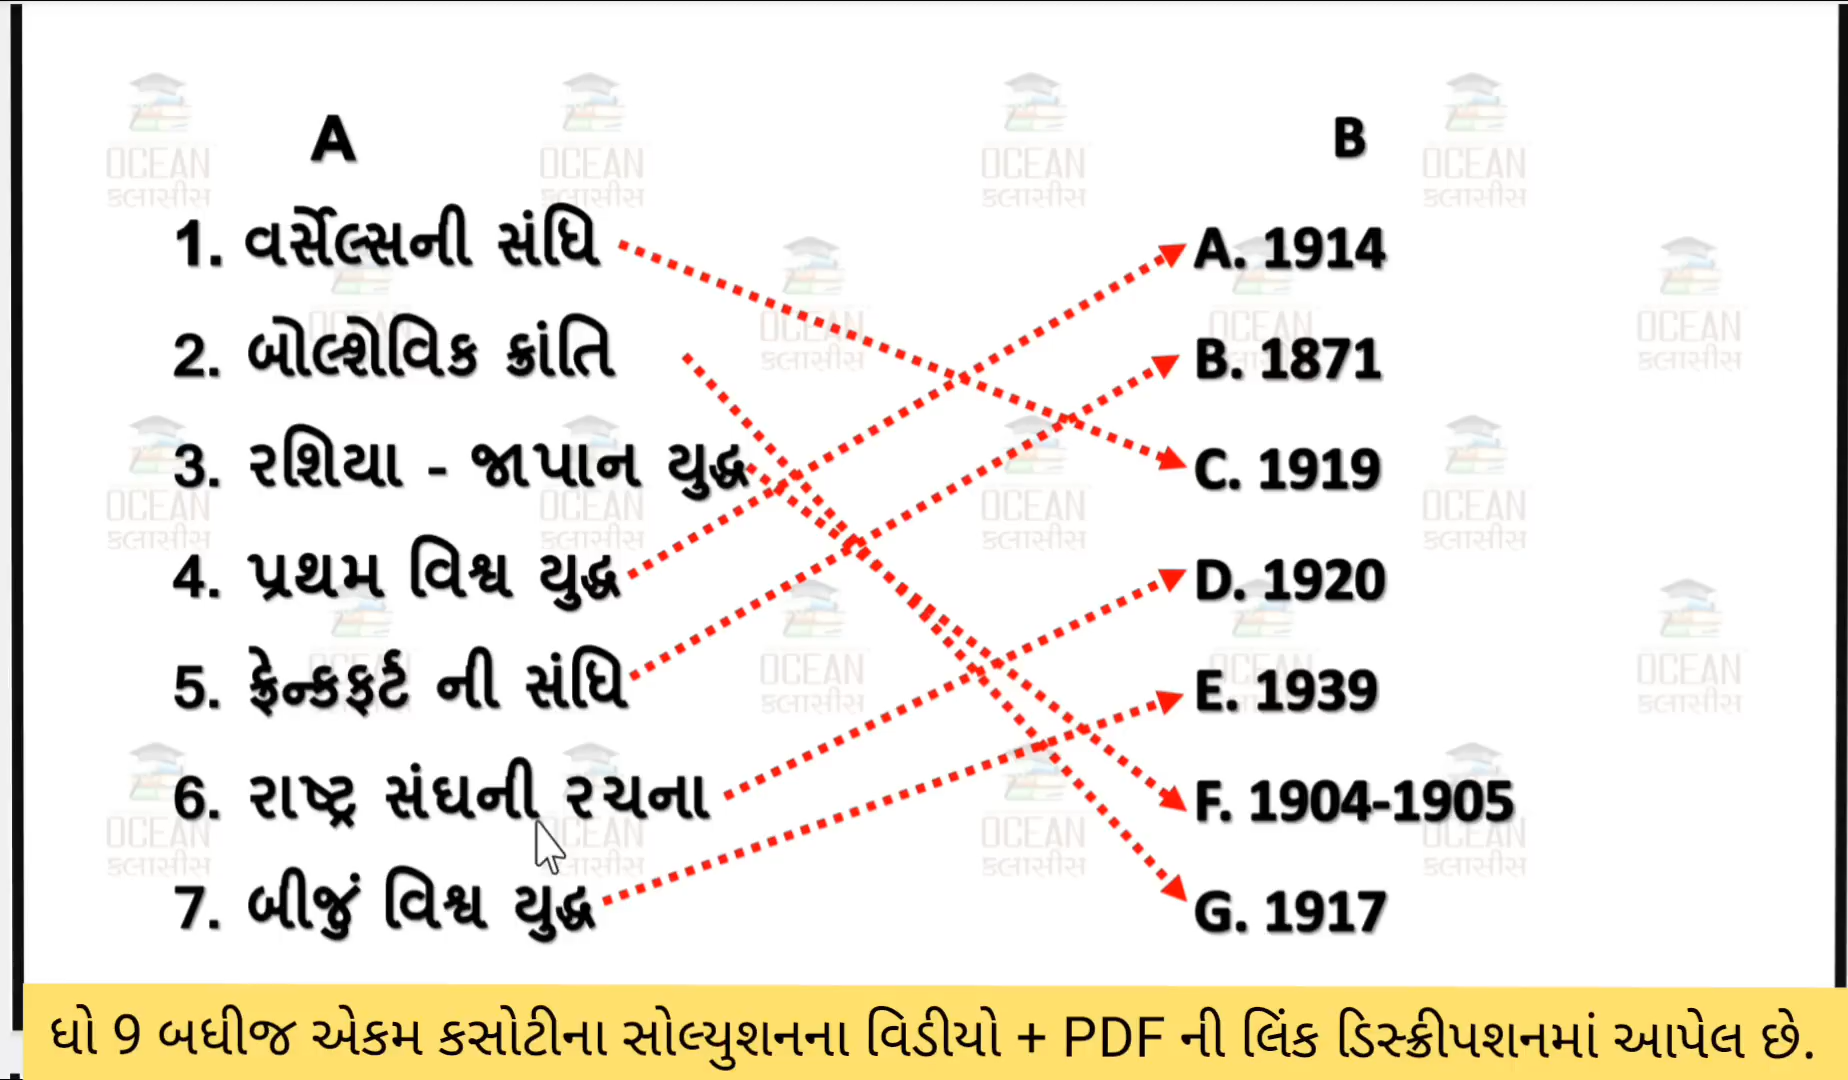 A
B
1. વર્સેલ્સની સંધિ
A. 1914
2. બોલ્શેવિક ક્રાંતિ
B. 1871
3. રશિયા - જાપાન યુદ્ધ
C. 1919
4. પ્રથમ વિશ્વ યુદ્ધ
D. 1920
5. ફ્રેન્કફર્ટ ની સંધિ
E. 1939
6. રાષ્ટ્ર સંઘની રચના
F. 1904-1905
7. બીજું વિશ્વ યુદ્ધ
G. 1917
OCEAN
ક્લાસીસ
ધો 9 બધીજ એકમ કસોટીના સોલ્યુશનના વિડીયો + PDF ની લિંક ડિસ્ક્રીપશનમાં આપેલ છે.